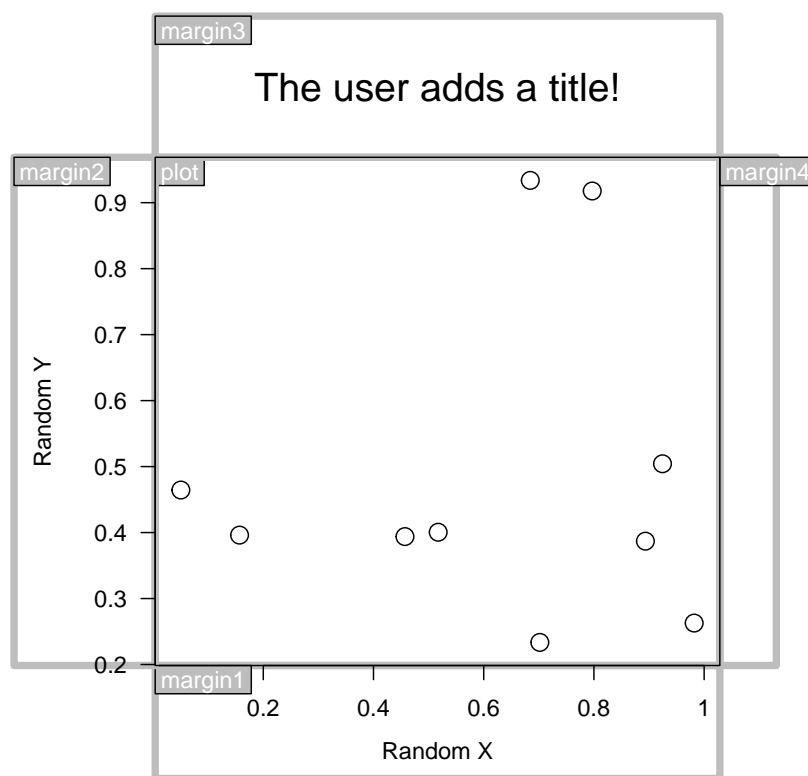 margin3
The user adds a title!
margin2
plot
margin4
0.9
0.8
0.7
0.6
0.5
0.4
0.3
0.2
Random Y
margin1
0.2 0.4 0.6 0.8 1
Random X